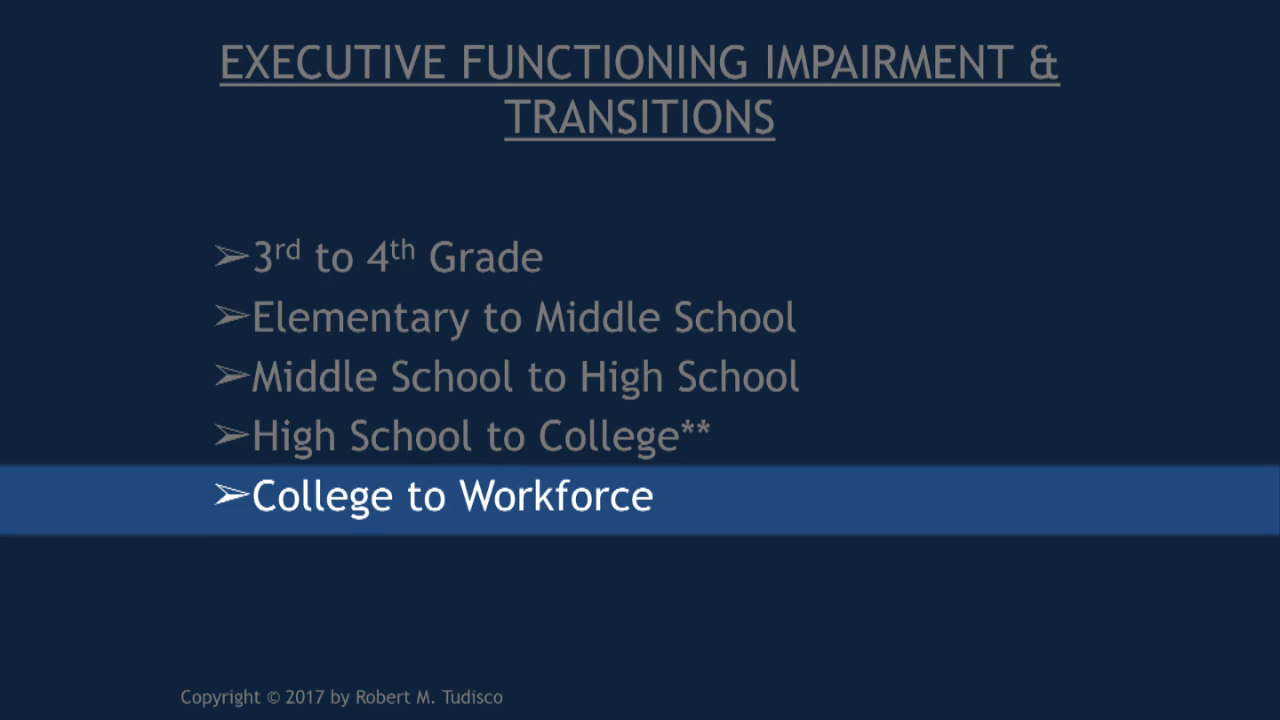 EXECUTIVE FUNCTIONING IMPAIRMENT &
TRANSITIONS
➢3rd to 4th Grade
➢Elementary to Middle School
➢Middle School to High School
➢High School to College**
➢College to Workforce
Copyright © 2017 by Robert M. Tudisco